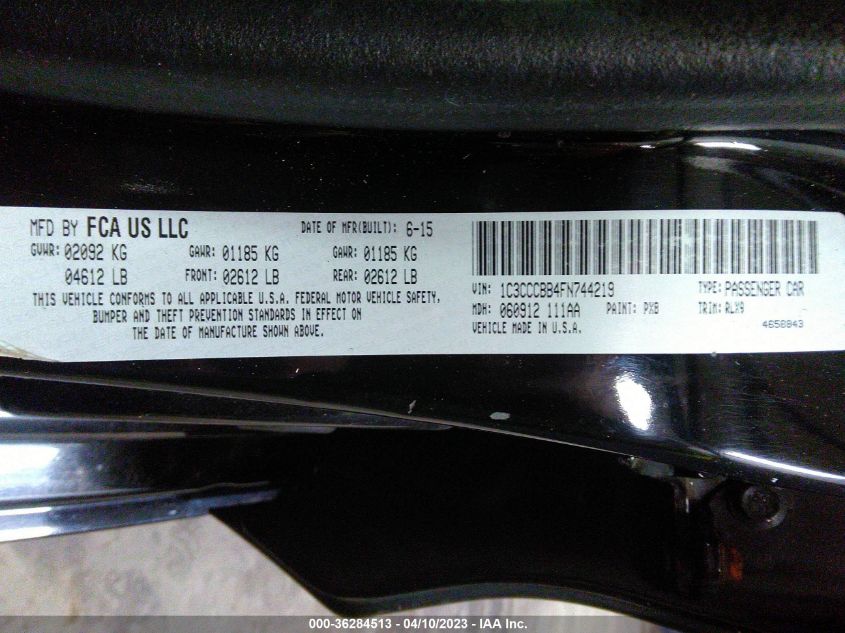 MFD BY FCA US LLC
DATE OF MFR(BUILT): 6-15
GVWR: 02092 KG GAWR: 01185 KG GAWR: 01185 KG
04612 LB FRONT: 02612 LB REAR: 02612 LB
THIS VEHICLE CONFORMS TO ALL APPLICABLE U.S.A. FEDERAL MOTOR VEHICLE SAFETY,
BUMPER AND THEFT PREVENTION STANDARDS IN EFFECT ON
THE DATE OF MANUFACTURE SHOWN ABOVE.
VIN: 1C3CCCBB4FN744219 TYPE: PASSENGER CAR
MDH: 060912 111AA PAINT: PX8 TRIM: RLX9
VEHICLE MADE IN U.S.A. 4658843
000-36284513 - 04/10/2023 - IAA Inc.